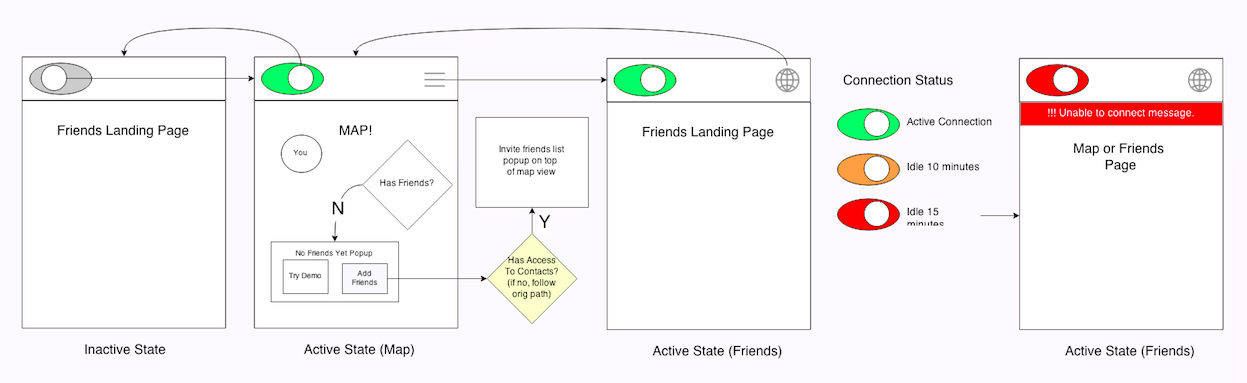 Friends Landing Page
Inactive State
MAP!
You
Has Friends?
N
No Friends Yet Popup
Try Demo
Add
Friends
Active State (Map)
Invite friends list
popup on top
of map view
Y
Has Access
To Contacts?
(if no, follow
orig path)
Friends Landing Page
Active State (Friends)
Connection Status
Active Connection
Idle 10 minutes
Idle 15
minutes
!!! Unable to connect message.
Map or Friends
Page
Active State (Friends)